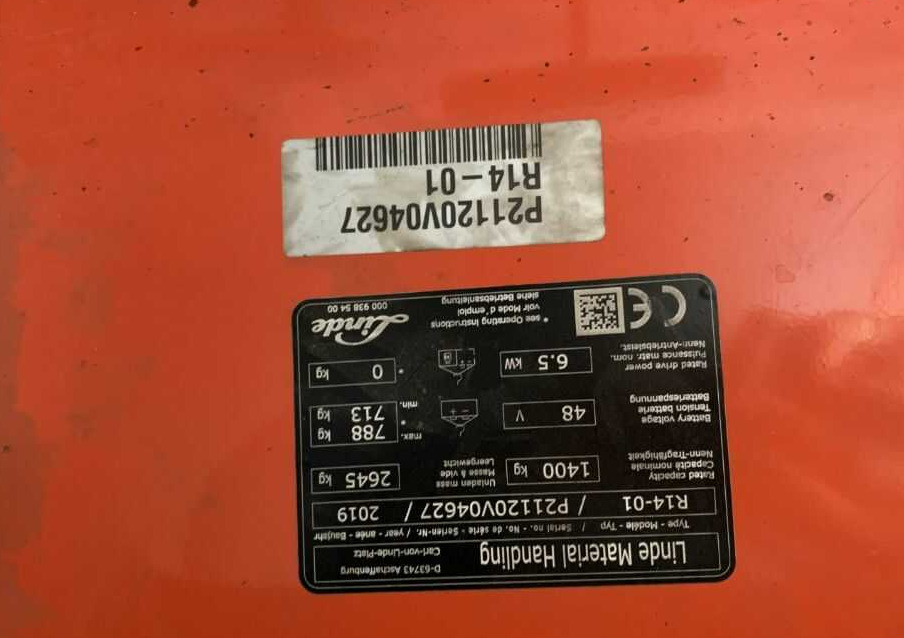 Linde Material Handling
D-63743 Aschaffenburg
Carl-von-Linde-Platz
Type - Modèle - Typ / Serial no. - No. de série - Serien-Nr. / year - année - Baujahr
R14-01 / P21120V04627 / 2019
Rated capacity
Capacité nominale
Nenn-Tragfähigkeit
1400 kg
Unladen mass
Masse à vide
Leergewicht
2645 kg
Battery voltage
Tension batterie
Batteriespannung
48 V
max. 788 kg
*
min. 713 kg
Rated drive power
Puissance matr. nom.
Nenn-Antriebsleist.
6.5 kW
* 0 kg
CE
* see Operating instructions
voir Mode d'emploi
siehe Betriebsanleitung
Linde
000 938 54 00
P21120V04627
R14-01